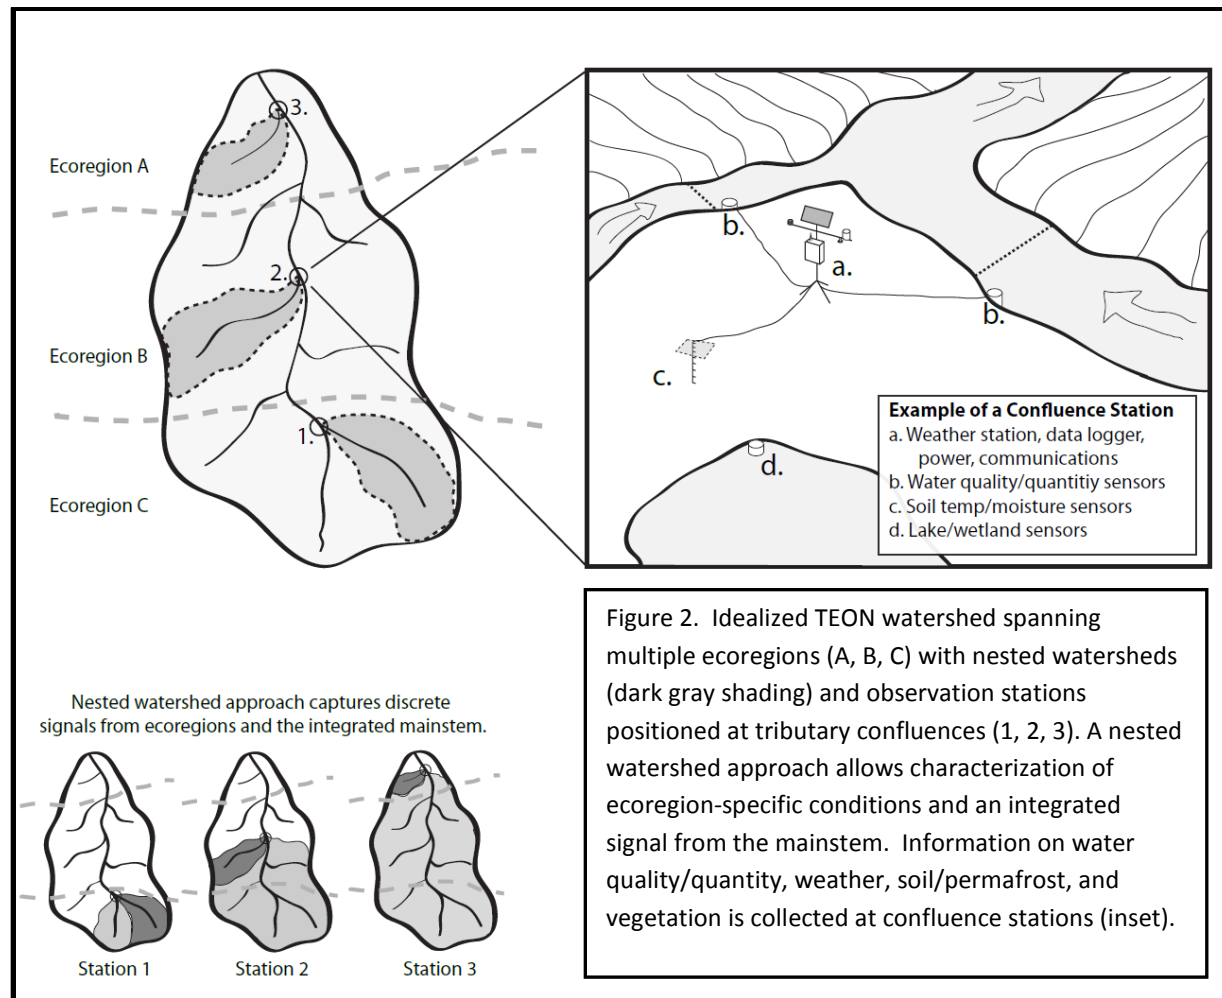 3.
Ecoregion A
2.
Ecoregion B
1.
Ecoregion C
b.
a.
b.
c.
d.
Example of a Confluence Station
a. Weather station, data logger,
power, communications
b. Water quality/quantitiy sensors
c. Soil temp/moisture sensors
d. Lake/wetland sensors
Nested watershed approach captures discrete
signals from ecoregions and the integrated mainstem.
Station 1
Station 2
Station 3
Figure 2.  Idealized TEON watershed spanning
multiple ecoregions (A, B, C) with nested watersheds
(dark gray shading) and observation stations
positioned at tributary confluences (1, 2, 3). A nested
watershed approach allows characterization of
ecoregion-specific conditions and an integrated
signal from the mainstem.  Information on water
quality/quantity, weather, soil/permafrost, and
vegetation is collected at confluence stations (inset).